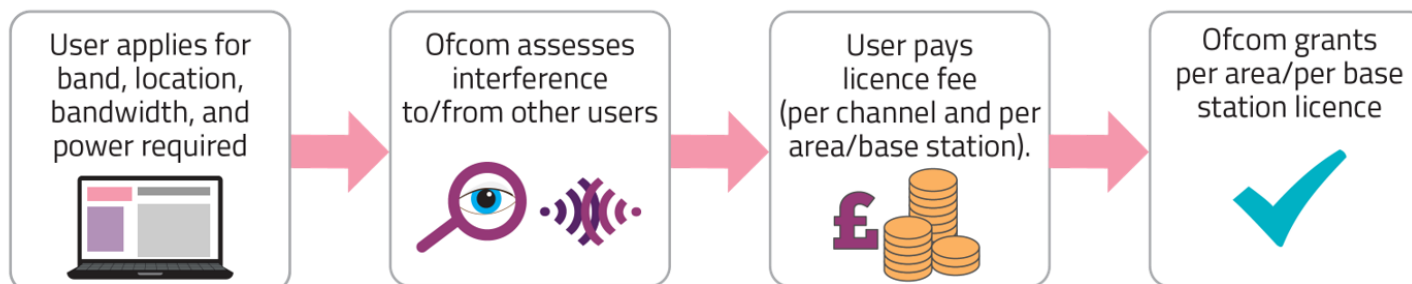 User applies for
band, location,
bandwidth, and
power required
Ofcom assesses
interference
to/from other users
User pays
licence fee
(per channel and per
area/base station).
£
Ofcom grants
per area/per base
station licence